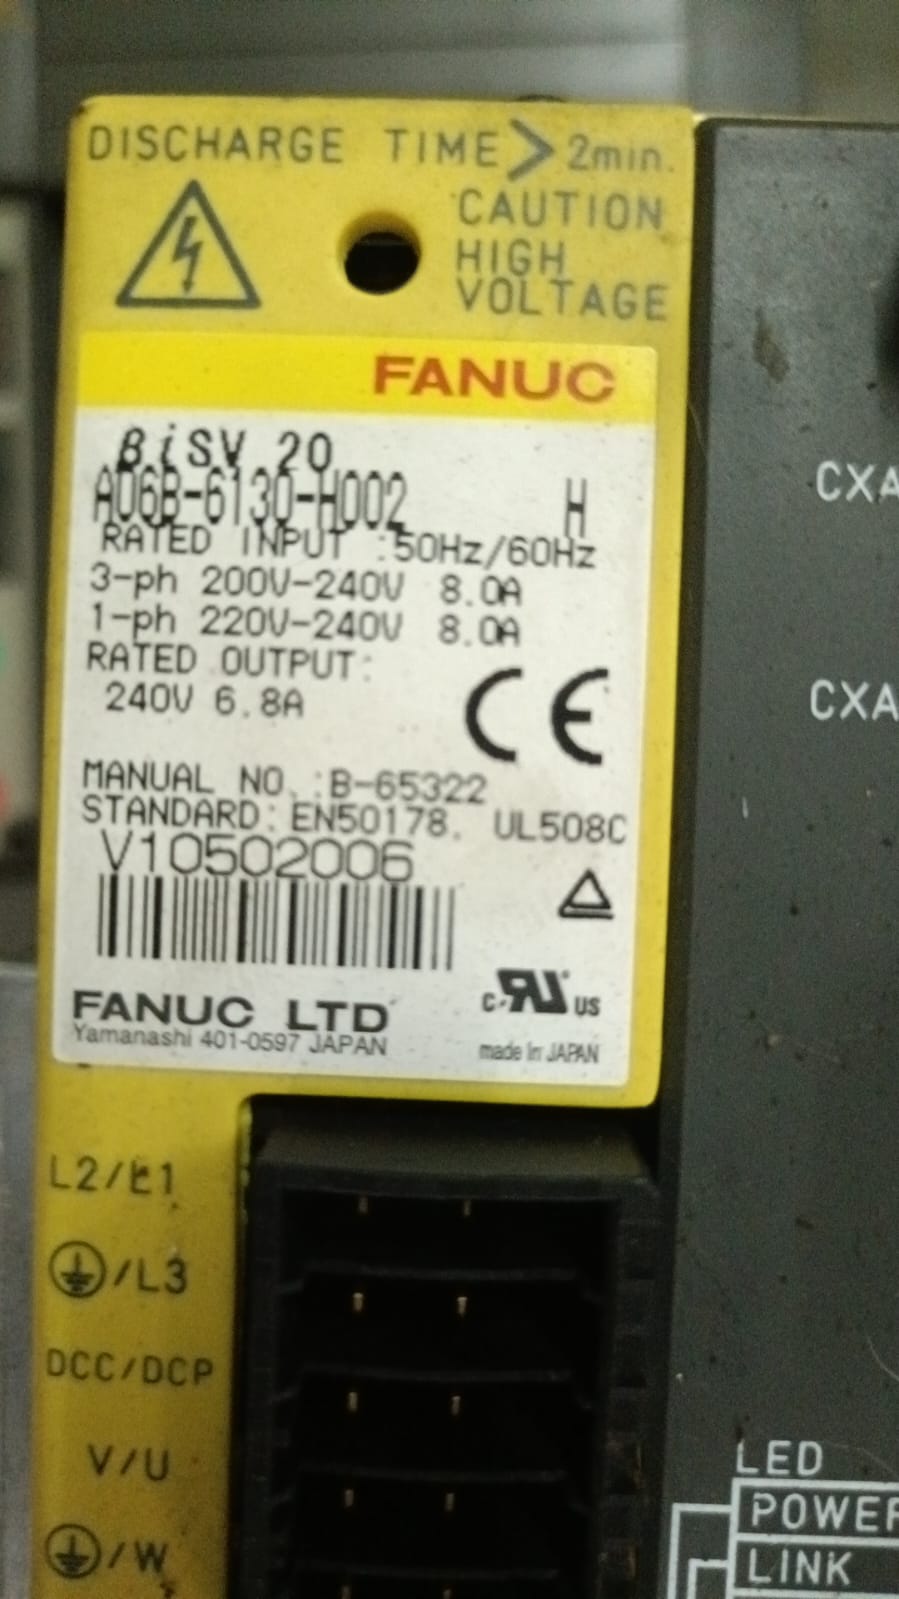 DISCHARGE TIME > 2min.
CAUTION
HIGH
VOLTAGE
FANUC
βiSV 20
A06B-6130-H002 H
RATED INPUT :50Hz/60Hz
3-ph 200V-240V 8.0A
1-ph 220V-240V 8.0A
RATED OUTPUT:
240V 6.8A
CE
MANUAL NO. :B-65322
STANDARD: EN50178. UL508C
V10502006
FANUC LTD
Yamanashi 401-0597 JAPAN
c RU US
made in JAPAN
CXA
CXA
L2/L1
/L3
DCC/DCP
V/U
/W
LED
POWER
LINK